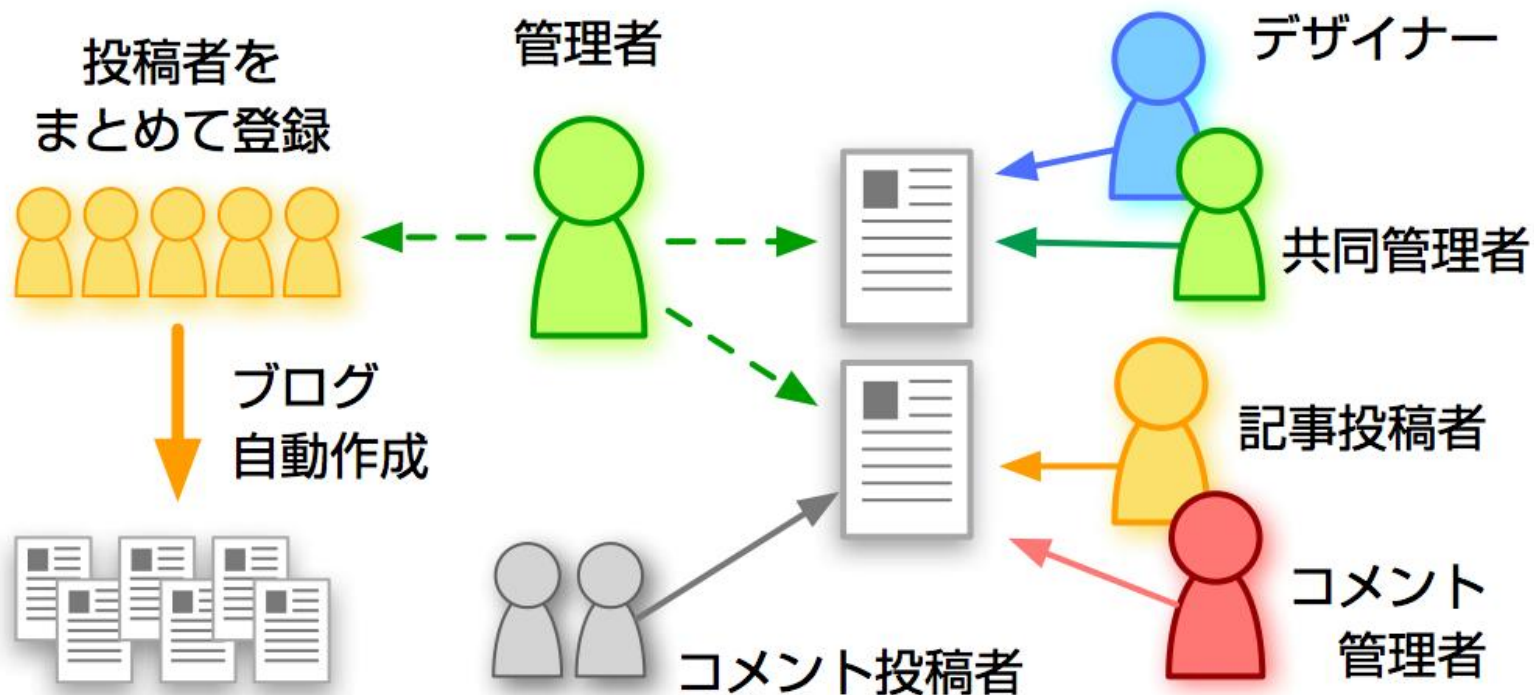 投稿者を
まとめて登録
管理者
デザイナー
共同管理者
ブログ
自動作成
記事投稿者
コメント投稿者
コメント
管理者